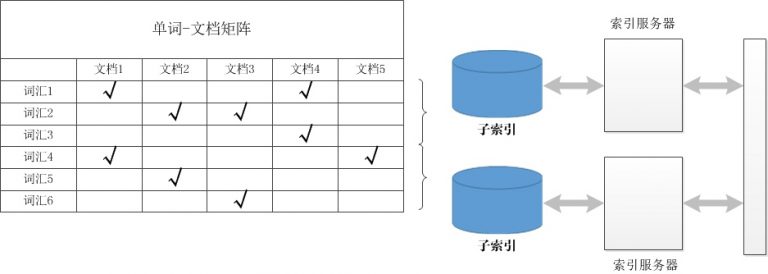 单词-文档矩阵
文档1 文档2 文档3 文档4 文档5
词汇1 √ √
词汇2 √ √
词汇3 √
词汇4 √ √
词汇5 √
词汇6 √
索引服务器
子索引
子索引
索引服务器